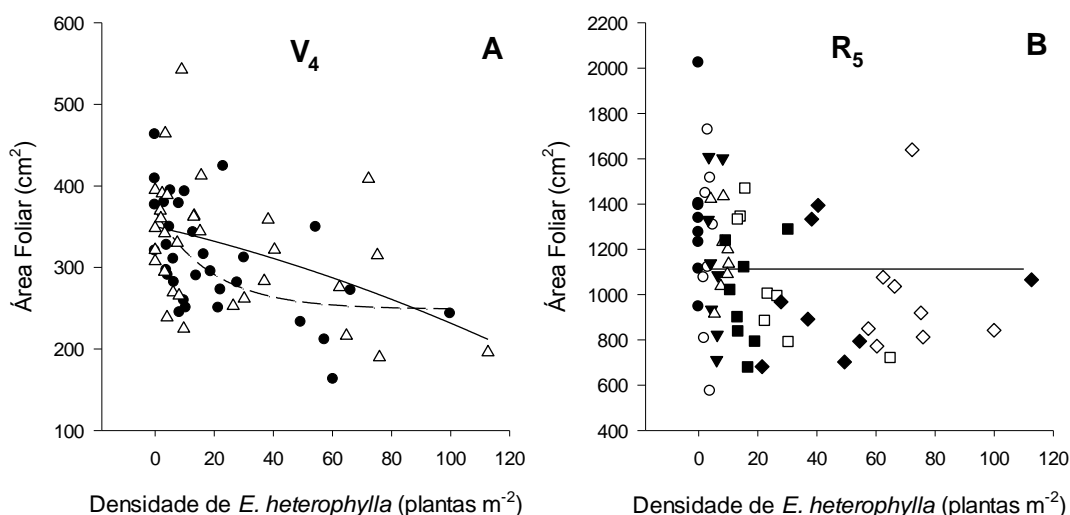 V₄
A
600
500
400
300
200
100
Área Foliar (cm²)
0 20 40 60 80 100 120
Densidade de E. heterophylla (plantas m⁻²)
R₅
B
2200
2000
1800
1600
1400
1200
1000
800
600
400
Área Foliar (cm²)
0 20 40 60 80 100 120
Densidade de E. heterophylla (plantas m⁻²)